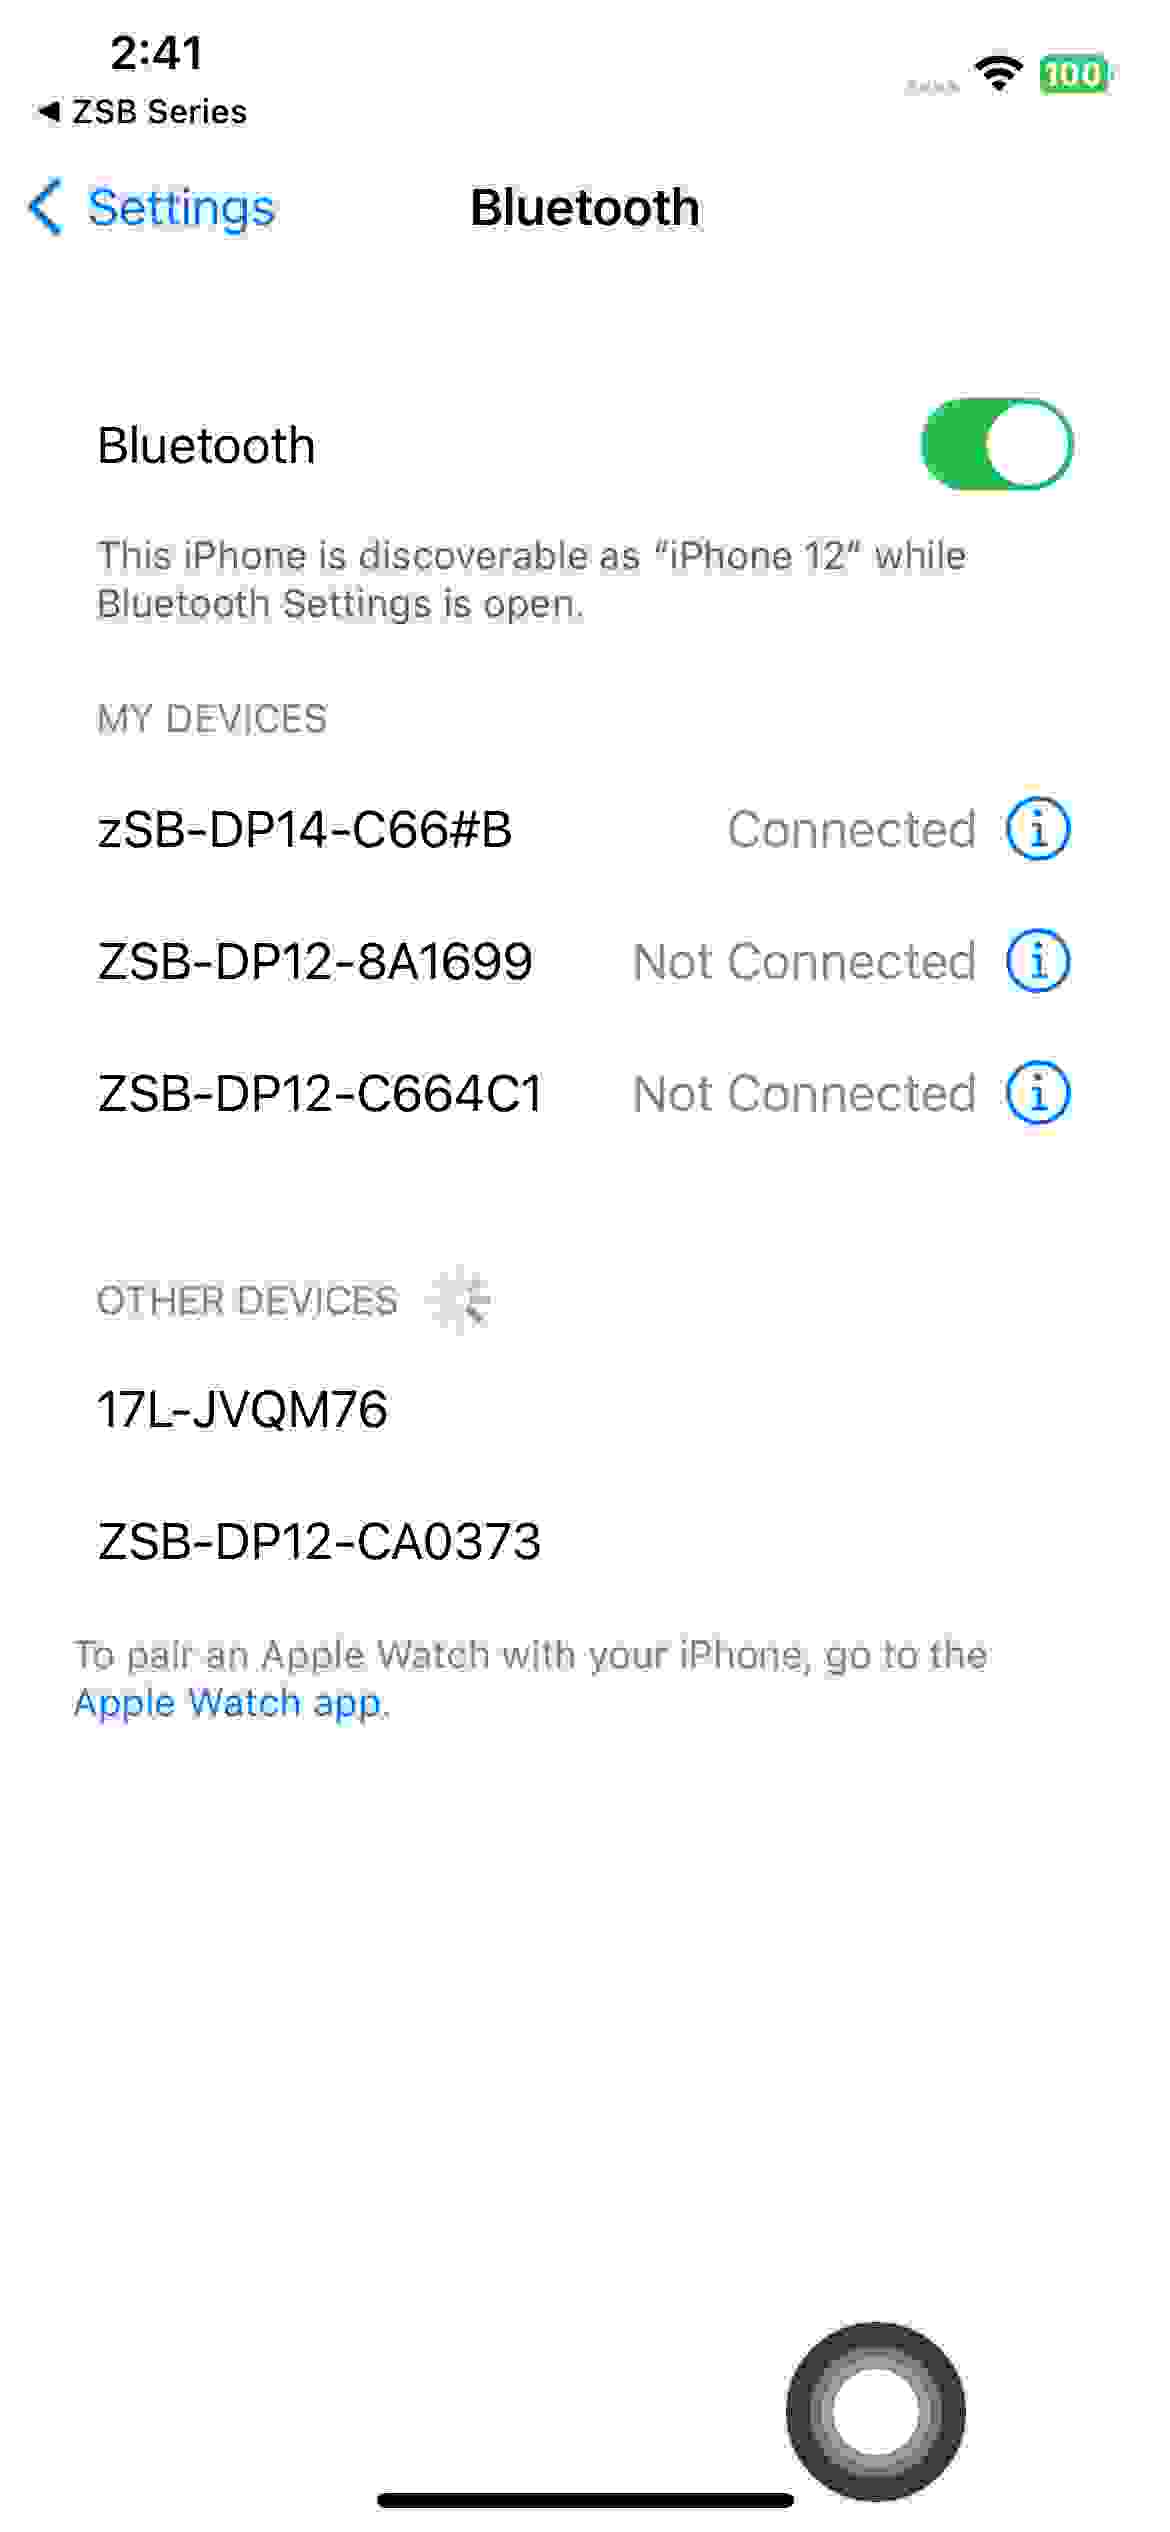 2:41
100
◀ ZSB Series
Settings
Bluetooth
Bluetooth
This iPhone is discoverable as “iPhone 12” while
Bluetooth Settings is open.
MY DEVICES
zSB-DP14-C66#B Connected
ZSB-DP12-8A1699 Not Connected
ZSB-DP12-C664C1 Not Connected
OTHER DEVICES
17L-JVQM76
ZSB-DP12-CA0373
To pair an Apple Watch with your iPhone, go to the
Apple Watch app.